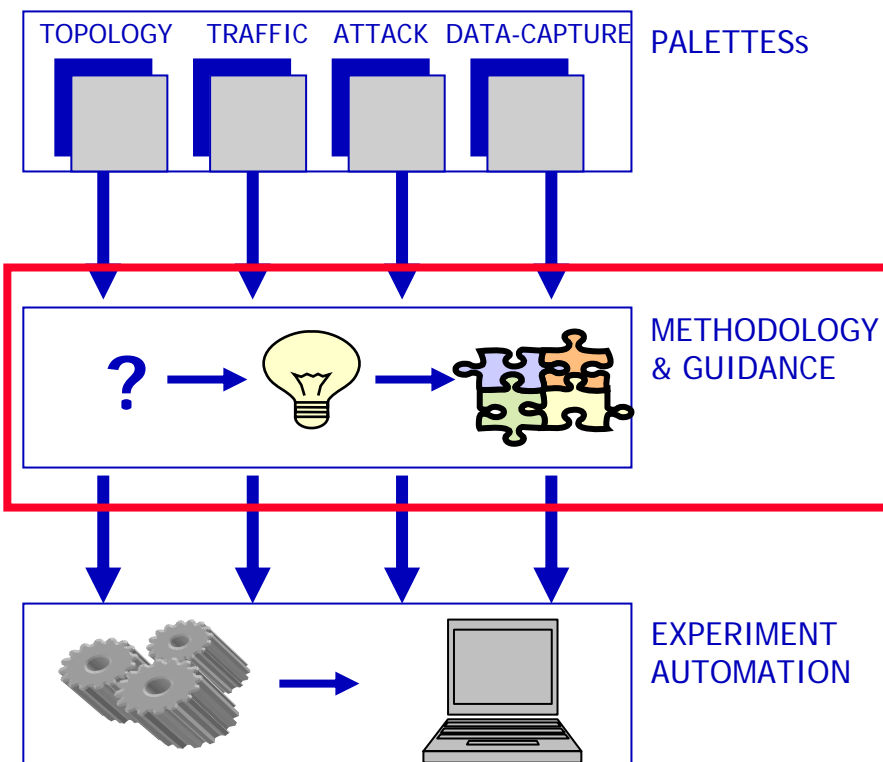 TOPOLOGY TRAFFIC ATTACK DATA-CAPTURE
PALETTESs
?
METHODOLOGY
& GUIDANCE
EXPERIMENT
AUTOMATION